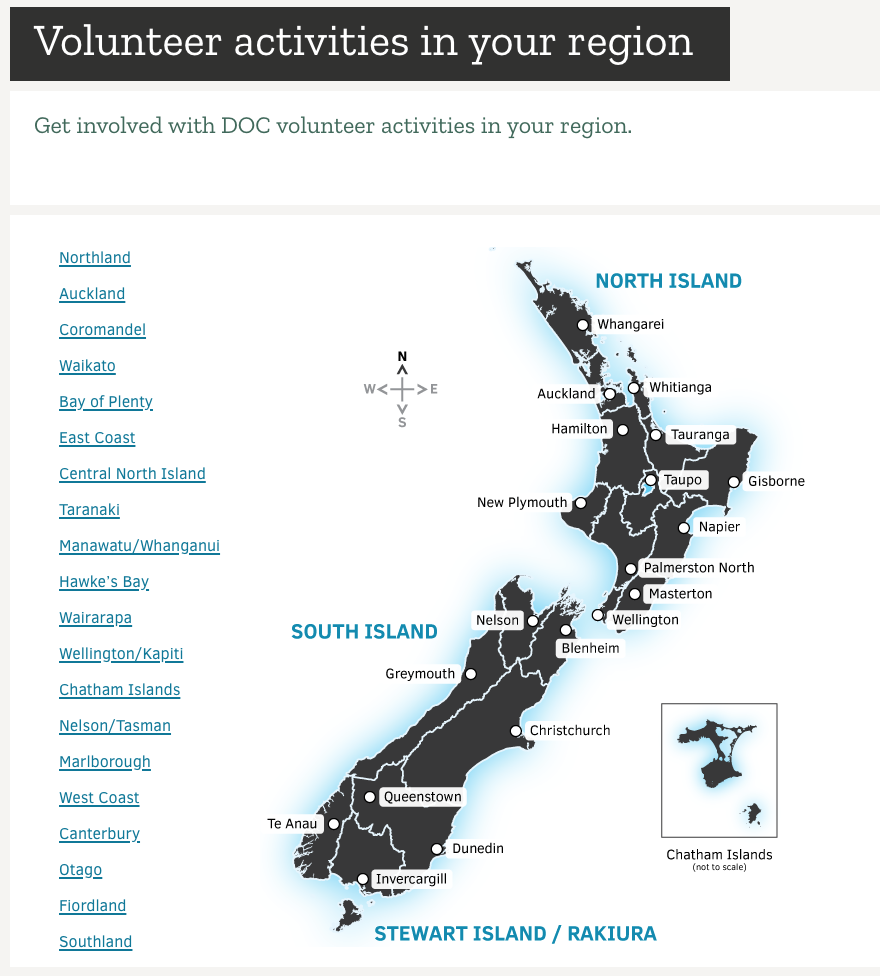 Volunteer activities in your region
Get involved with DOC volunteer activities in your region.
Northland
Auckland
Coromandel
Waikato
Bay of Plenty
East Coast
Central North Island
Taranaki
Manawatu/Whanganui
Hawke's Bay
Wairarapa
Wellington/Kapiti
Chatham Islands
Nelson/Tasman
Marlborough
West Coast
Canterbury
Otago
Fiordland
Southland
NORTH ISLAND
Whangarei
N
W
E
S
Whitianga
Auckland
Hamilton
Tauranga
Taupo
Gisborne
New Plymouth
Napier
Palmerston North
Masterton
Wellington
Nelson
SOUTH ISLAND
Blenheim
Greymouth
Christchurch
Queenstown
Te Anau
Dunedin
Invercargill
Chatham Islands
(not to scale)
STEWART ISLAND / RAKIURA